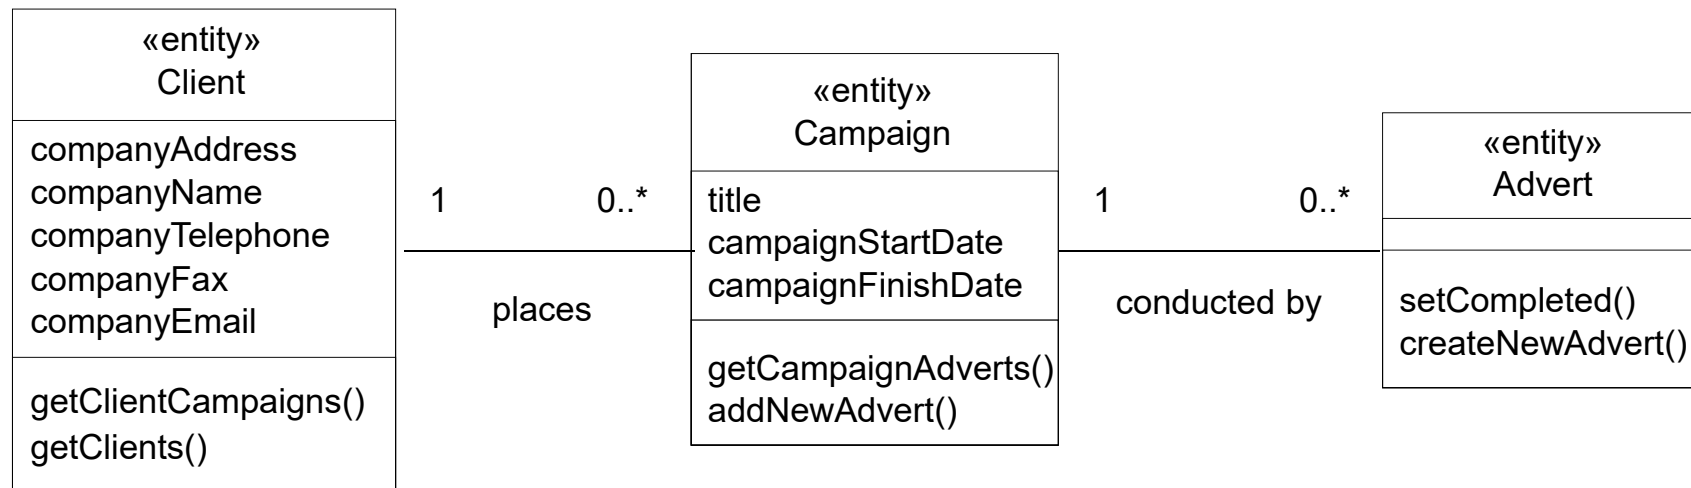 «entity»
Client
companyAddress
companyName
companyTelephone
companyFax
companyEmail
getClientCampaigns()
getClients()
1
0..*
places
«entity»
Campaign
title
campaignStartDate
campaignFinishDate
getCampaignAdverts()
addNewAdvert()
1
0..*
conducted by
«entity»
Advert
setCompleted()
createNewAdvert()